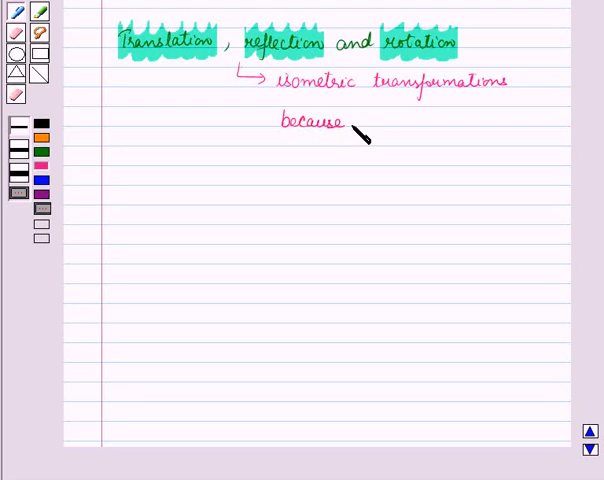 Translation, reflection and rotation
isometric transformations
because